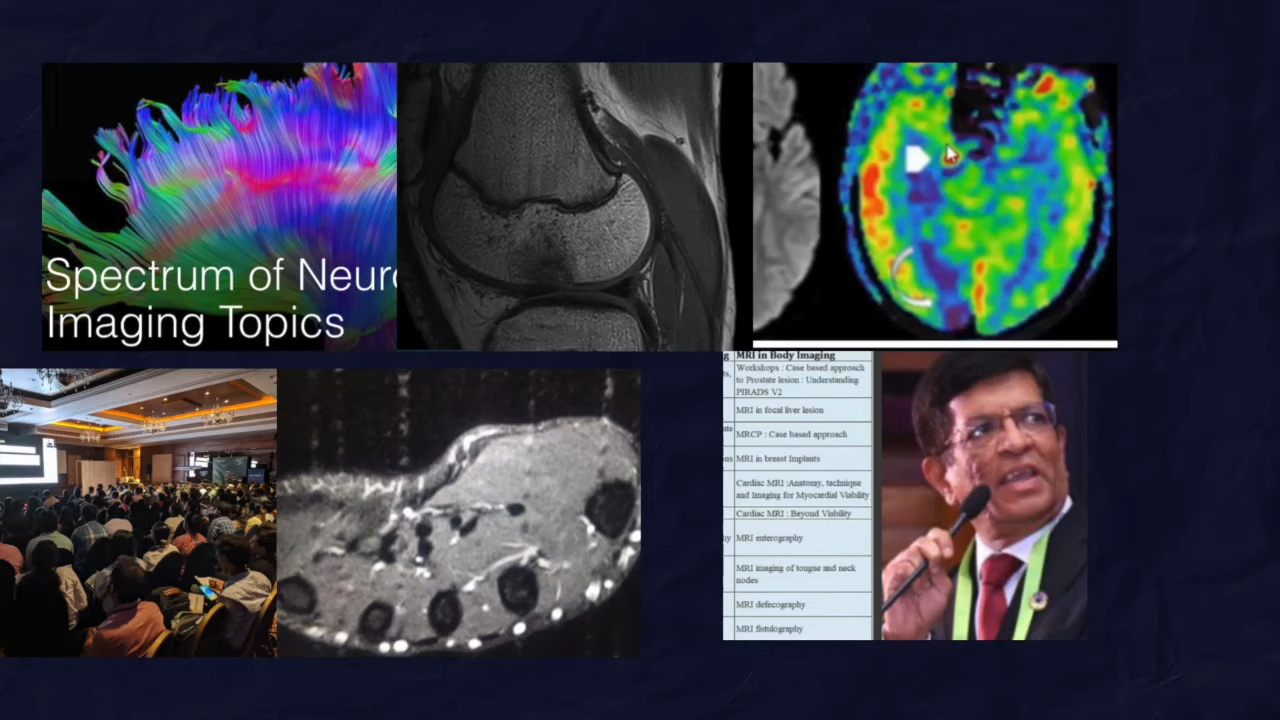 Spectrum of Neur
Imaging Topics
MRI in Body Imaging
Workshops : Case based approach
to Prostate lesion : Understanding
PIRADS V2
MRI in focal liver lesion
MRCP : Case based approach
MRI in breast Implants
Cardiac MRI :Anatomy, technique
and Imaging for Myocardial Viability
Cardiac MRI : Beyond Viability
MRI enterography
MRI imaging of tongue and neck
nodes
MRI defecography
MRI fistulography